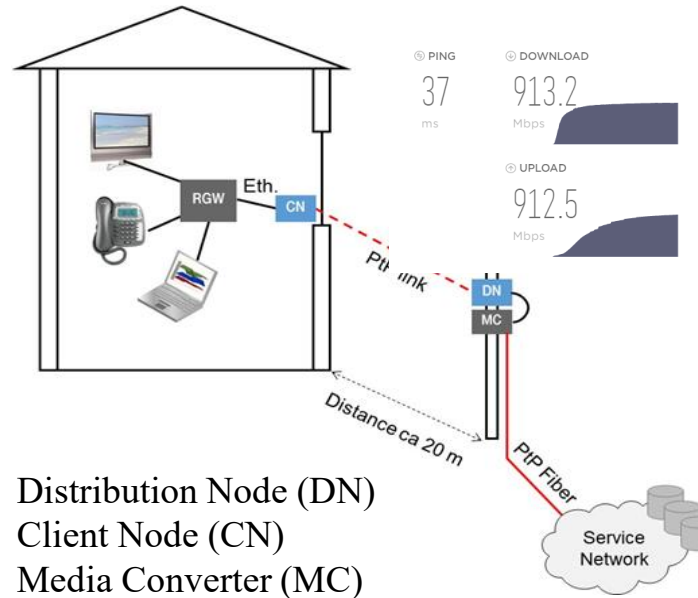 PING
37
ms
DOWNLOAD
913.2
Mbps
UPLOAD
912.5
Mbps
RGW
Eth.
CN
link
DN
MC
Distance ca 20 m
PtP Fiber
Service
Network
Distribution Node (DN)
Client Node (CN)
Media Converter (MC)